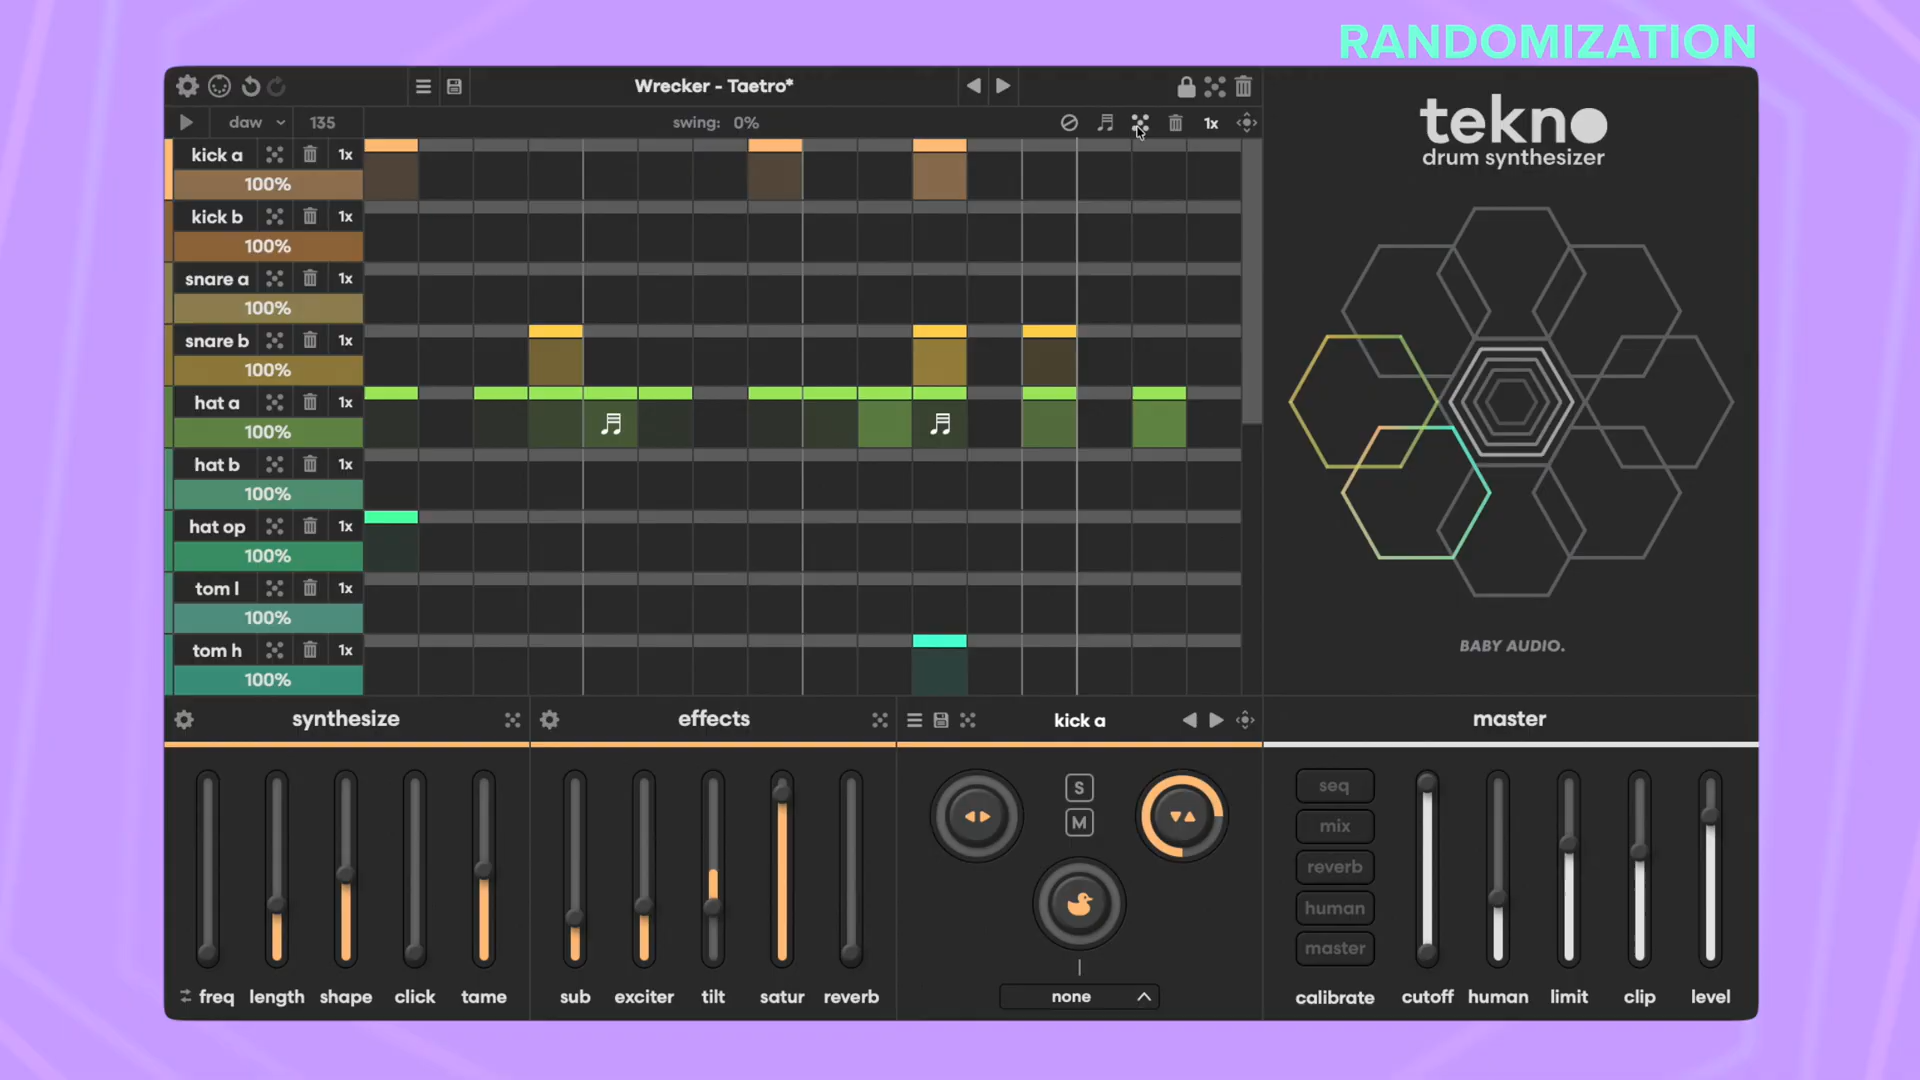 RANDOMIZATION
Wrecker - Taetro*
daw 135 swing: 0% 1x
kick a 1x
100%
kick b 1x
100%
snare a 1x
100%
snare b 1x
100%
hat a 1x
100%
hat b 1x
100%
hat op 1x
100%
tom l 1x
100%
tom h 1x
100%
tekno
drum synthesizer
BABY AUDIO.
synthesize
freq length shape click tame
effects
sub exciter tilt satur reverb
kick a
S
M
none
master
seq
mix
reverb
human
master
calibrate cutoff human limit clip level